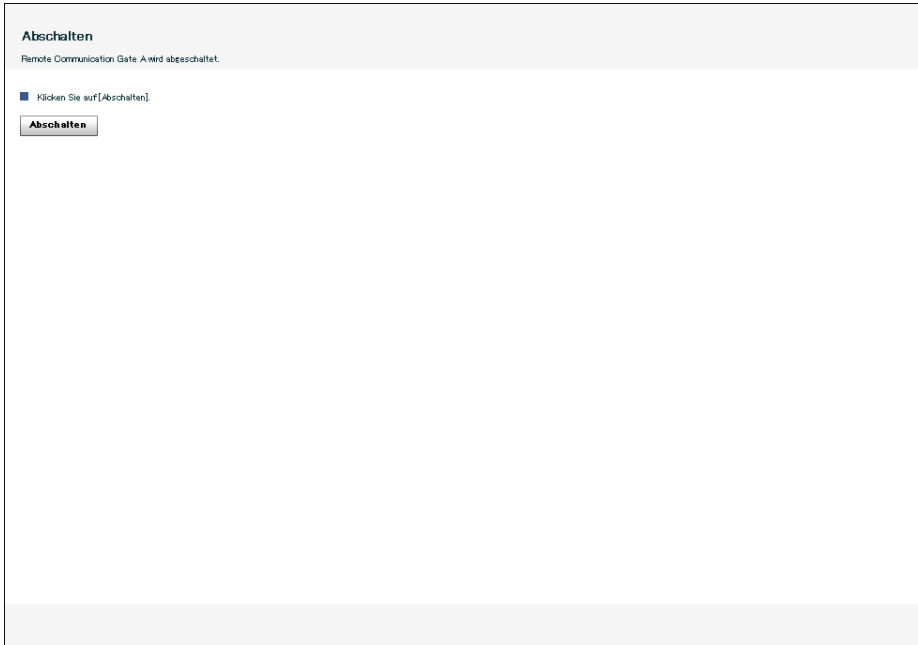 Abschalten
Remote Communication Gate A wird abgeschaltet.
Klicken Sie auf [Abschalten].
Abschalten